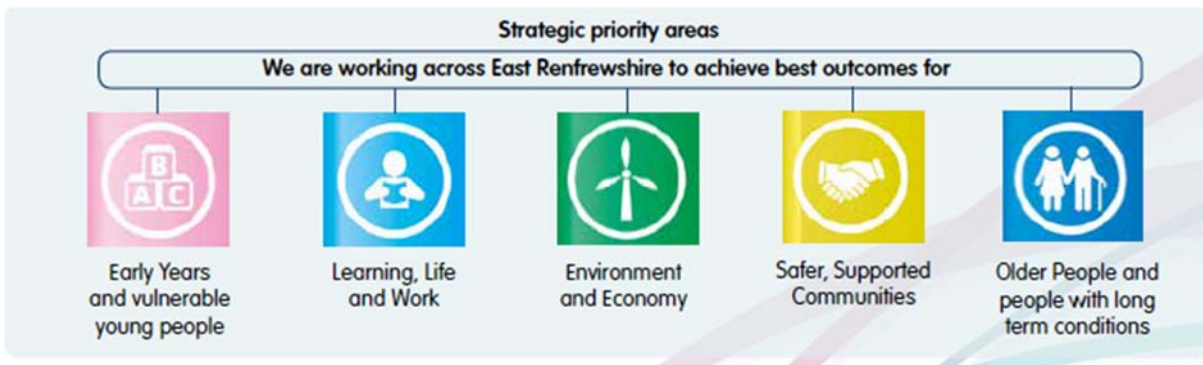 Strategic priority areas
We are working across East Renfrewshire to achieve best outcomes for
B
A C
Early Years
and vulnerable
young people
Learning, Life
and Work
Environment
and Economy
Safer, Supported
Communities
Older People and
people with long
term conditions